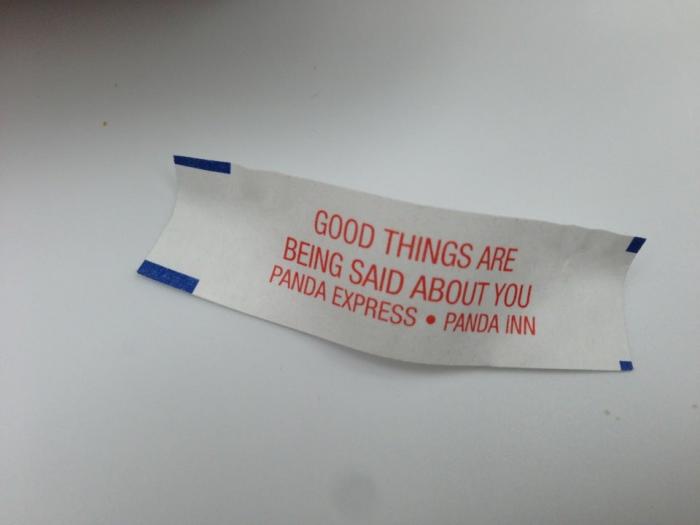 GOOD THINGS ARE
BEING SAID ABOUT YOU
PANDA EXPRESS • PANDA INN